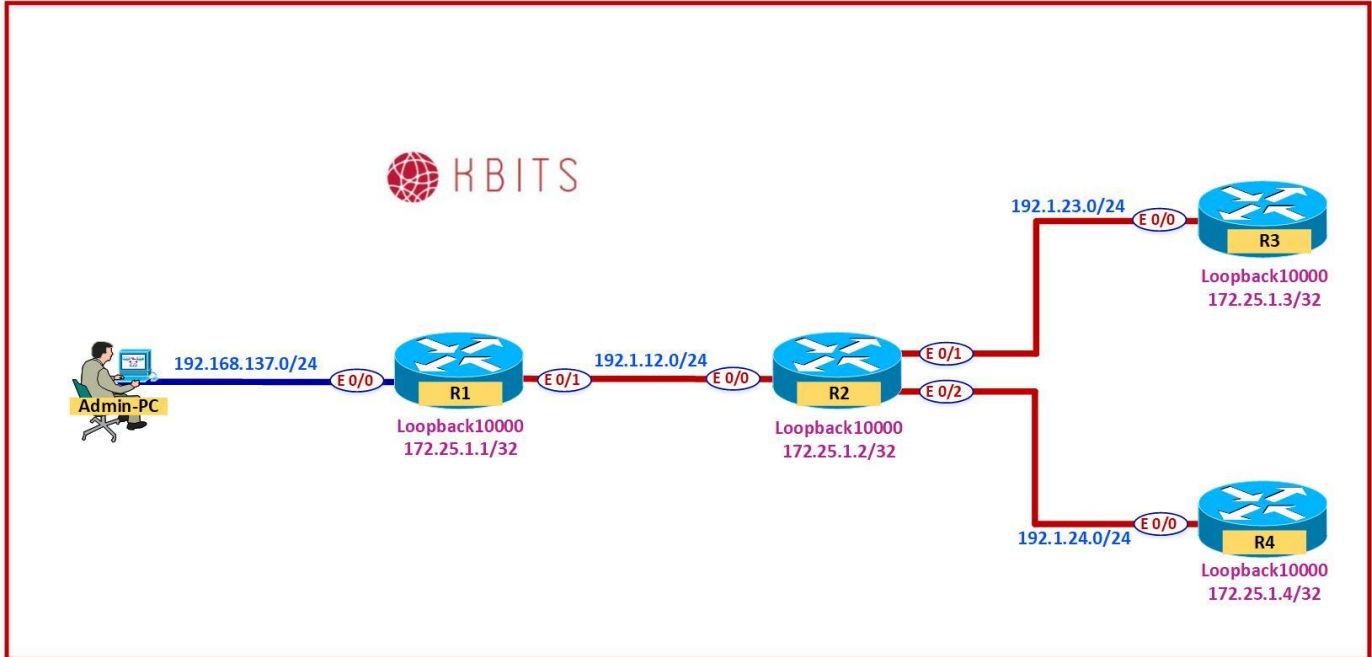 KBITS
192.1.23.0/24
E 0/0
R3
Loopback10000
172.25.1.3/32
Admin-PC
192.168.137.0/24
E 0/0
R1
E 0/1
Loopback10000
172.25.1.1/32
192.1.12.0/24
E 0/0
R2
E 0/1
E 0/2
Loopback10000
172.25.1.2/32
192.1.24.0/24
E 0/0
R4
Loopback10000
172.25.1.4/32